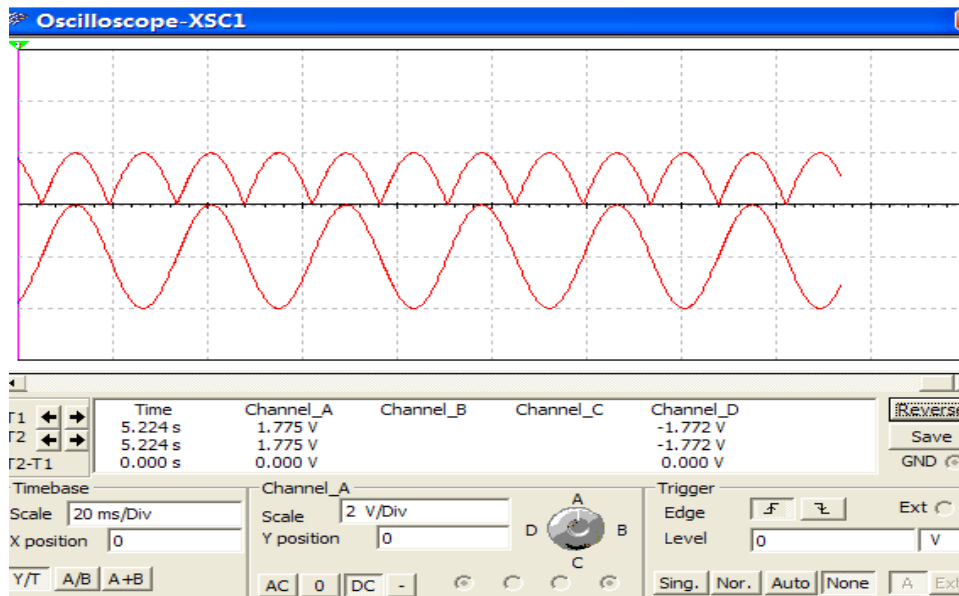 Oscilloscope-XSC1
Time Channel_A Channel_B Channel_C Channel_D
T1 5.224 s 1.775 V -1.772 V
T2 5.224 s 1.775 V -1.772 V
T2-T1 0.000 s 0.000 V 0.000 V
Reverse
Save
GND
Timebase
Scale 20 ms/Div
X position 0
Y/T A/B A+B
Channel_A
Scale 2 V/Div
Y position 0
A
D B
C
AC 0 DC -
Trigger
Edge Ext
Level 0 V
Sing. Nor. Auto None A Ext